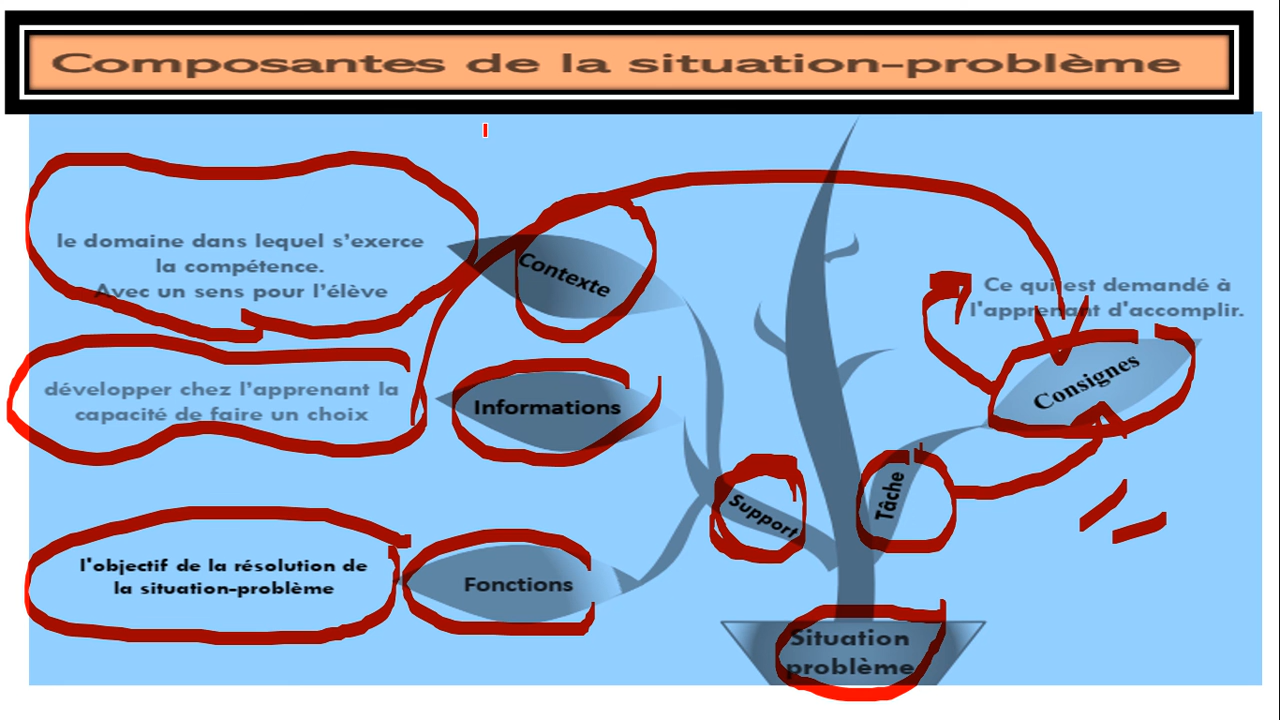 Composantes de la situation-problème
le domaine dans lequel s'exerce
la compétence.
Avec un sens pour l'élève
Contexte
Ce qui est demandé à
l'apprenant d'accomplir.
Consignes
développer chez l'apprenant la
capacité de faire un choix
Informations
Support
Tâche
l'objectif de la résolution de
la situation-problème
Fonctions
Situation
problème